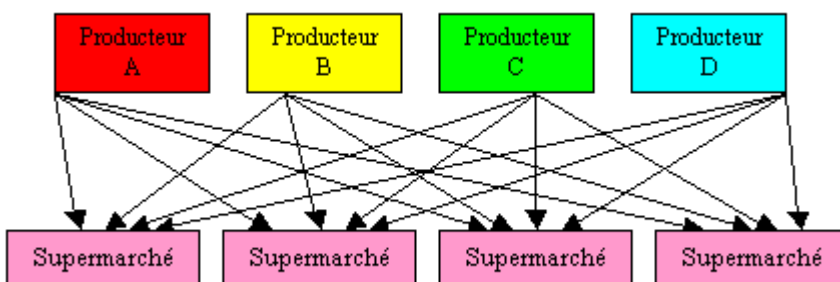 Producteur
A
Producteur
B
Producteur
C
Producteur
D
Supermarché
Supermarché
Supermarché
Supermarché